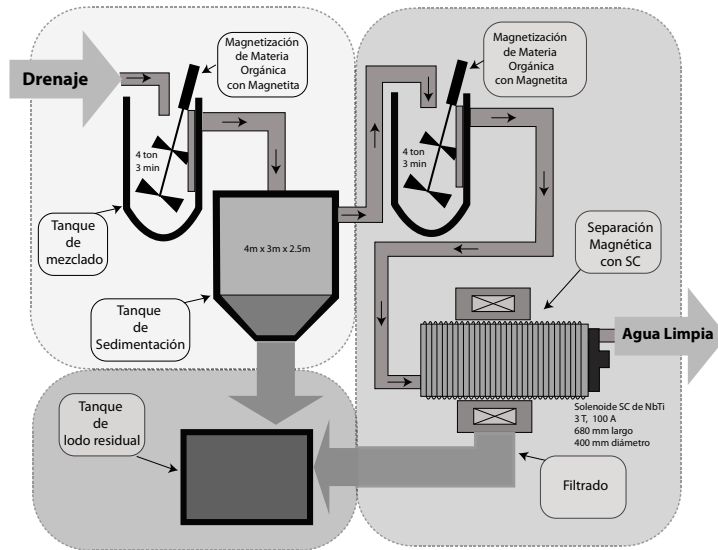 Drenaje
Magnetización
de Materia
Orgánica
con Magnetita
4 ton
3 min
Tanque
de
mezclado
4m x 3m x 2.5m
Tanque
de
Sedimentación
Magnetización
de Materia
Orgánica
con Magnetita
4 ton
3 min
Separación
Magnética
con SC
Agua Limpia
Solenoide SC de NbTi
3 T, 100 A
680 mm largo
400 mm diámetro
Tanque
de
lodo residual
Filtrado